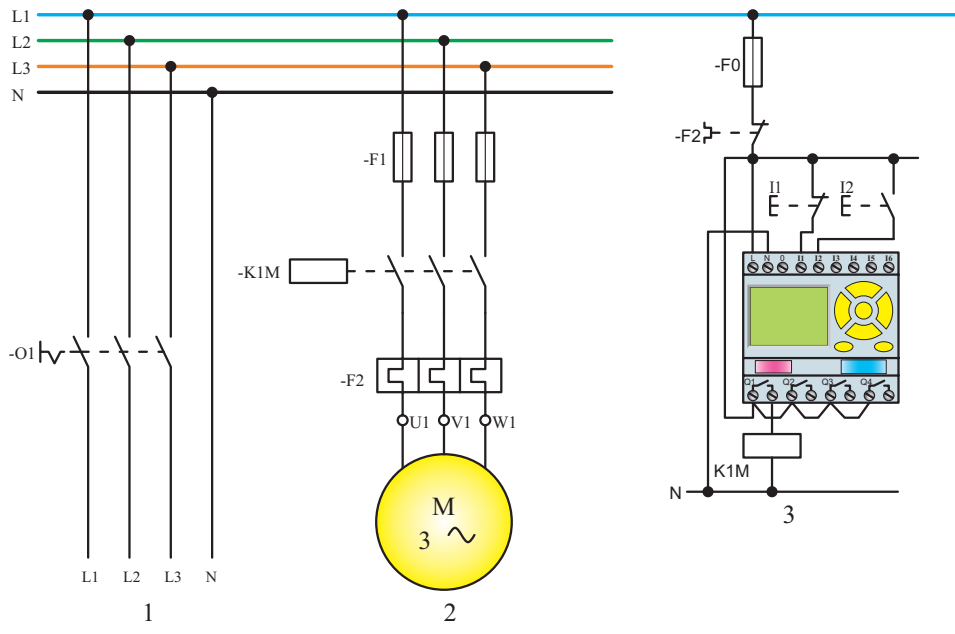 L1
L2
L3
N
-O1
L1 L2 L3 N
1
-F1
-K1M
-F2
U1 V1 W1
M
3
2
-F0
-F2
I1 I2
L N 0 I1 I2 I3 I4 I5 I6
Q1 Q2 Q3 Q4
K1M
N
3